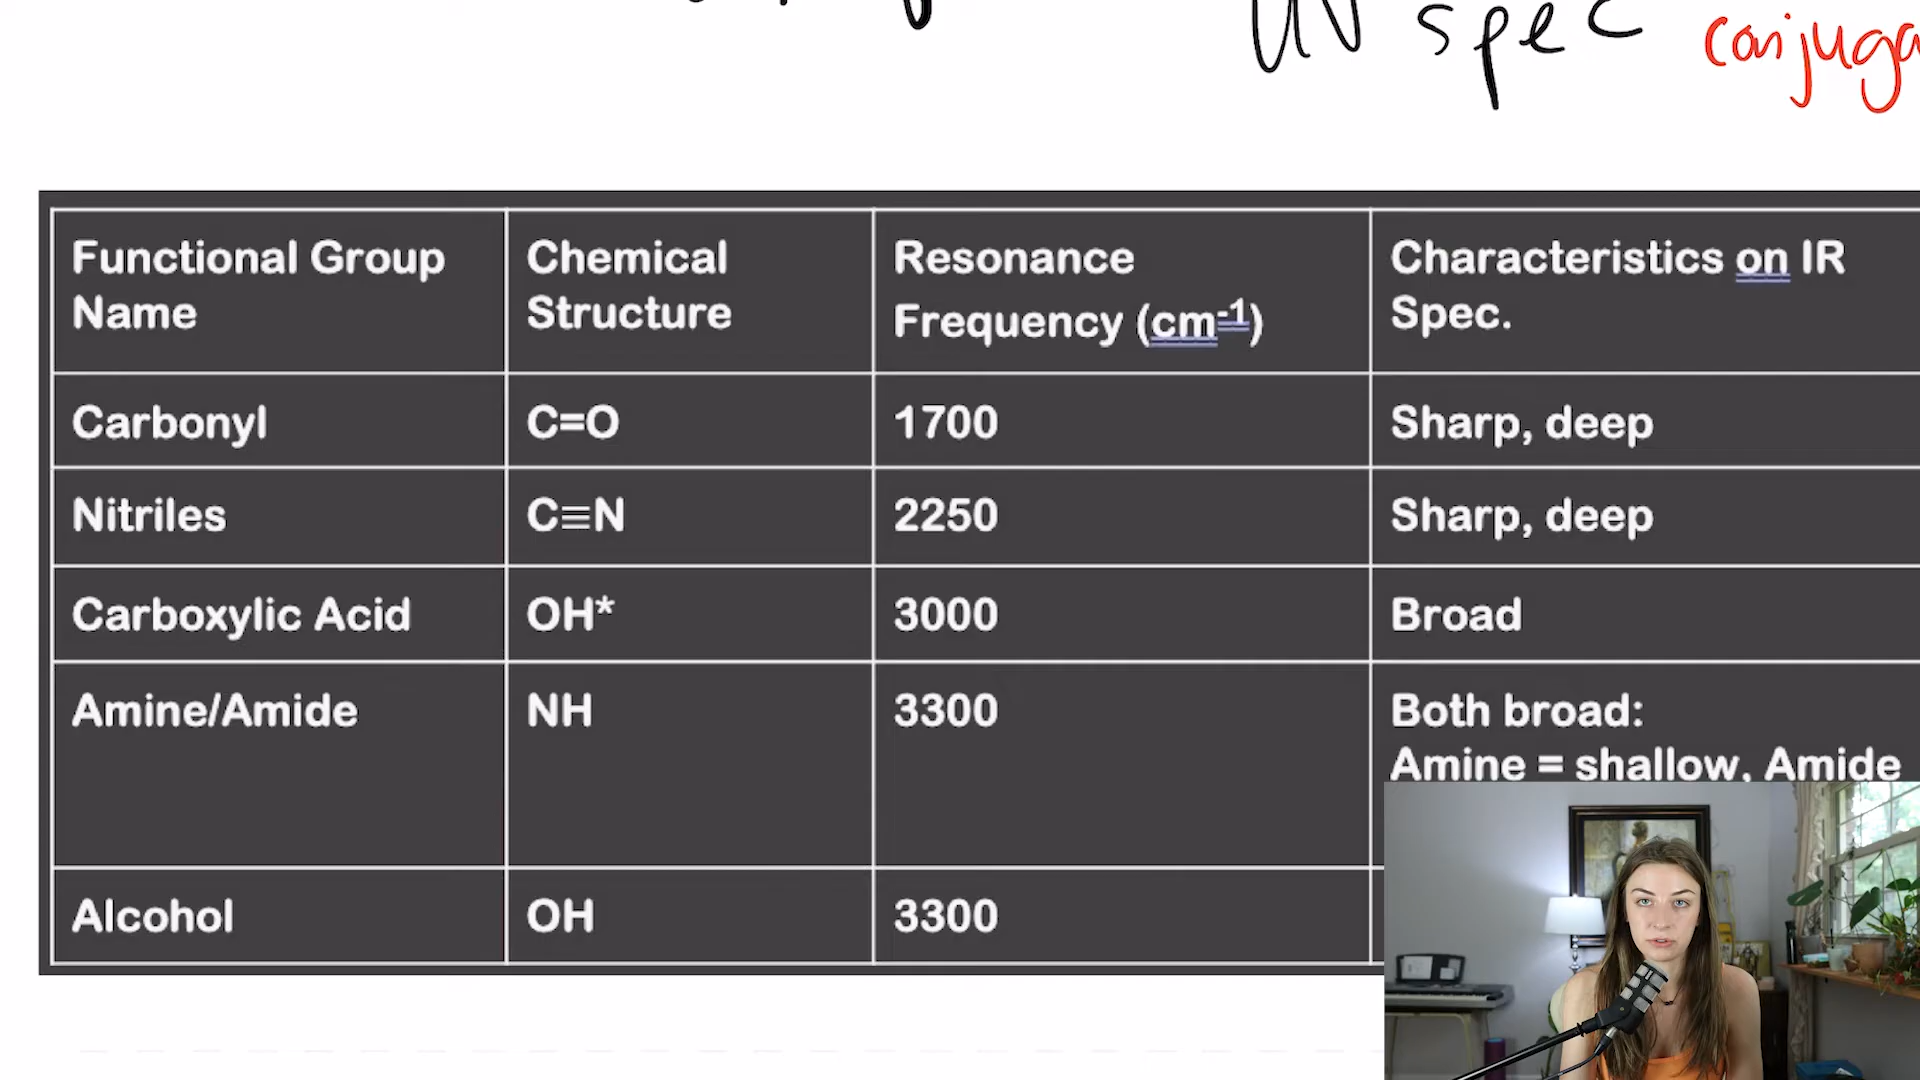 UV spec
Functional Group Name
Chemical Structure
Resonance Frequency (cm⁻¹)
Characteristics on IR Spec.
Carbonyl
C=O
1700
Sharp, deep
Nitriles
C≡N
2250
Sharp, deep
Carboxylic Acid
OH*
3000
Broad
Amine/Amide
NH
3300
Both broad:
Amine = shallow, Amide
Alcohol
OH
3300